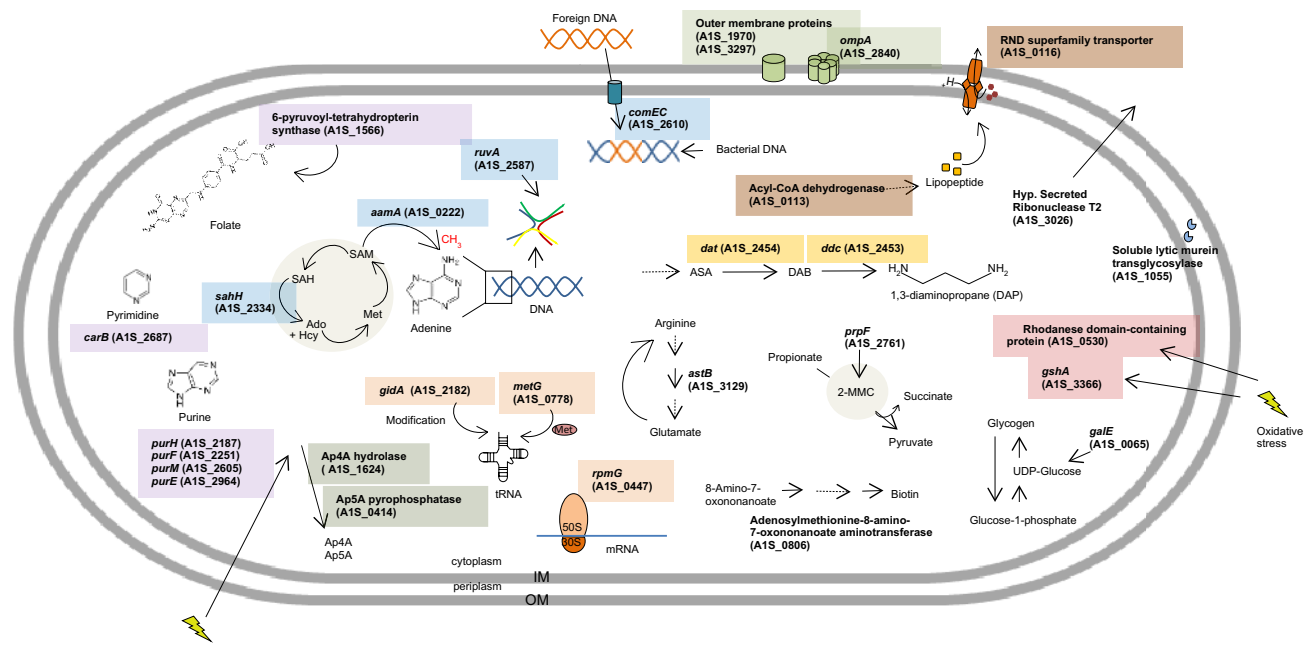 Foreign DNA
Outer membrane proteins
(A1S_1970)
(A1S_3297)
ompA
(A1S_2840)
RND superfamily transporter
(A1S_0116)
H
+
6-pyruvoyl-tetrahydropterin
synthase (A1S_1566)
comEC
(A1S_2610)
Bacterial DNA
ruvA
(A1S_2587)
Folate
Acyl-CoA dehydrogenase
(A1S_0113)
Lipopeptide
Hyp. Secreted
Ribonuclease T2
(A1S_3026)
Soluble lytic murein
transglycosylase
(A1S_1055)
aamA (A1S_0222)
CH3
NH2
SAM
SAH
Met
Ado
+ Hcy
sahH
(A1S_2334)
Adenine
DNA
dat (A1S_2454)
ddc (A1S_2453)
ASA
DAB
H2N
NH2
1,3-diaminopropane (DAP)
Pyrimidine
carB (A1S_2687)
Purine
purH (A1S_2187)
purF (A1S_2251)
purM (A1S_2605)
purE (A1S_2964)
Arginine
astB
(A1S_3129)
Glutamate
prpF
(A1S_2761)
Propionate
2-MMC
Succinate
Pyruvate
Rhodanese domain-containing
protein (A1S_0530)
gshA
(A1S_3366)
Oxidative
stress
gidA (A1S_2182)
metG
(A1S_0778)
Modification
Met
tRNA
Glycogen
galE
(A1S_0065)
UDP-Glucose
Glucose-1-phosphate
Ap4A hydrolase
( A1S_1624)
Ap5A pyrophosphatase
(A1S_0414)
Ap4A
Ap5A
rpmG
(A1S_0447)
50S
30S
mRNA
8-Amino-7-
oxononanoate
Biotin
Adenosylmethionine-8-amino-
7-oxononanoate aminotransferase
(A1S_0806)
cytoplasm
IM
periplasm
OM